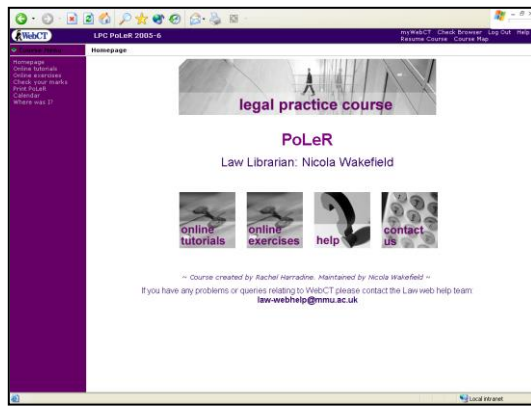 WebCT
LPC PoLeR 2005-6
myWebCT Check Browser Log Out Help
Resume Course Course Map
Homepage
Homepage
Online tutorials
Online exercises
Check your marks
Print PoLeR
Calendar
Where was I?
legal practice course
PoLeR
Law Librarian: Nicola Wakefield
online tutorials
online exercises
help
contact us
~ Course created by Rachel Harradine. Maintained by Nicola Wakefield ~
If you have any problems or queries relating to WebCT please contact the Law web help team:
law-webhelp@mmu.ac.uk
Local intranet